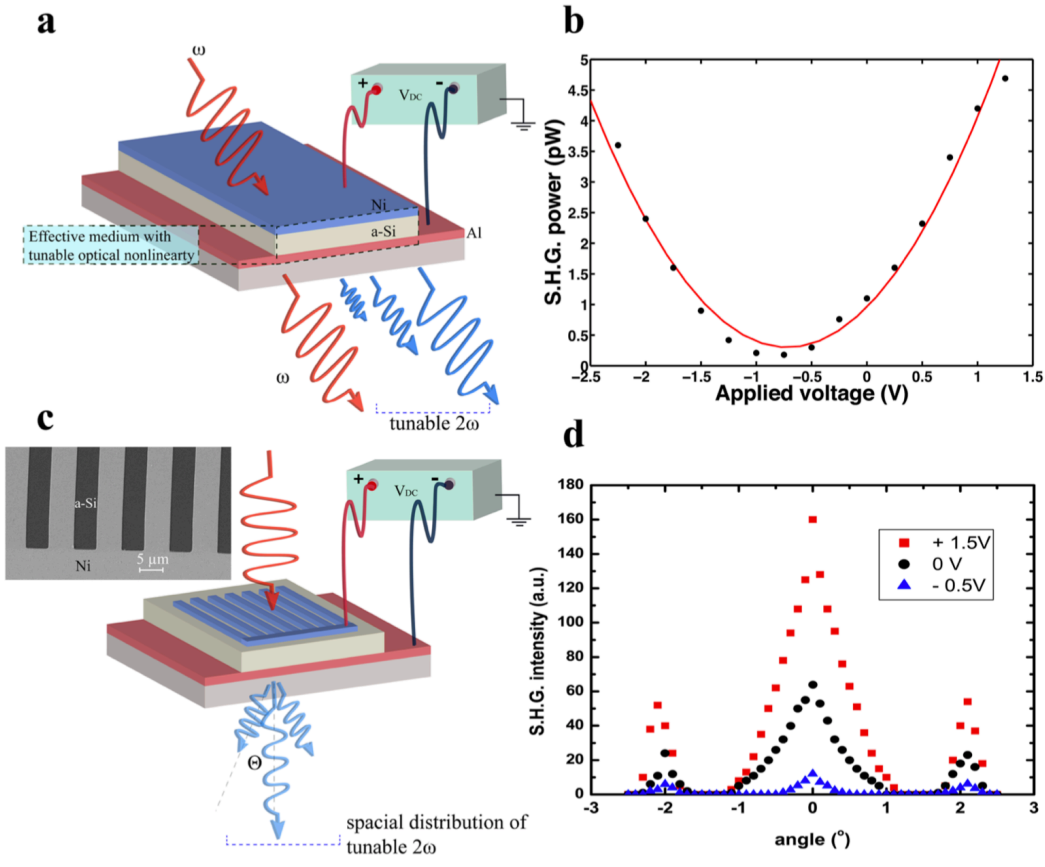 a
ω
+ -
V_DC
Ni
a-Si
Al
Effective medium with
tunable optical nonlinearty
ω
tunable 2ω
b
S.H.G. power (pW)
5
4.5
4
3.5
3
2.5
2
1.5
1
0.5
0
−2.5 −2 −1.5 −1 −0.5 0 0.5 1 1.5
Applied voltage (V)
c
a-Si
5 µm
Ni
+ -
V_DC
Θ
spacial distribution of
tunable 2ω
d
S.H.G. intensity (a.u.)
180
160
140
120
100
80
60
40
20
0
+ 1.5V
0 V
- 0.5V
-3 -2 -1 0 1 2 3
angle (°)